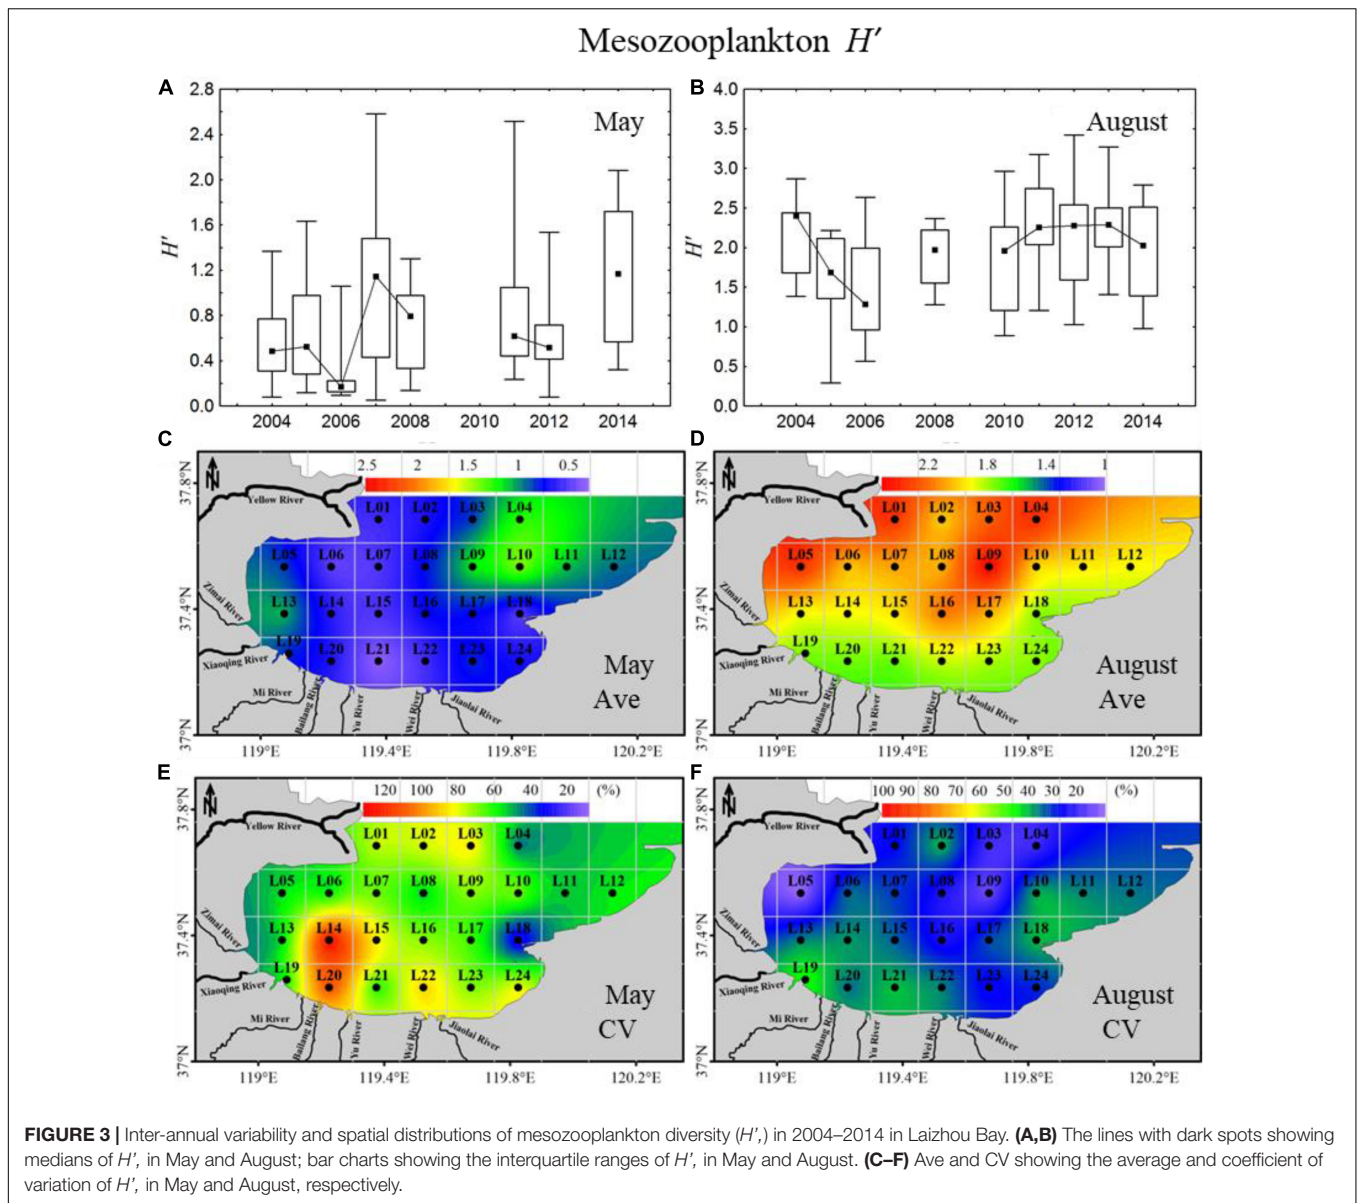 Mesozooplankton H′
A
B
2.8
2.4
2.0
1.6
1.2
0.8
0.4
0.0
H′
May
2004 2006 2008 2010 2012 2014
4.0
3.5
3.0
2.5
2.0
1.5
1.0
0.5
0.0
H′
August
2004 2006 2008 2010 2012 2014
C
N
2.5 2 1.5 1 0.5
37.8°N
37.4°N
37°N
Yellow River
L01 L02 L03 L04
L05 L06 L07 L08 L09 L10 L11 L12
L13 L14 L15 L16 L17 L18
L19 L20 L21 L22 L23 L24
Zimai River
Xiaoqing River
Mi River
Bailang River
Yu River
Wei River
Jiaolai River
May
Ave
119°E 119.4°E 119.8°E 120.2°E
D
N
2.2 1.8 1.4 1
37.8°N
37.4°N
37°N
Yellow River
L01 L02 L03 L04
L05 L06 L07 L08 L09 L10 L11 L12
L13 L14 L15 L16 L17 L18
L19 L20 L21 L22 L23 L24
Zimai River
Xiaoqing River
Mi River
Bailang River
Yu River
Wei River
Jiaolai River
August
Ave
119°E 119.4°E 119.8°E 120.2°E
E
N
120 100 80 60 40 20 (%)
37.8°N
37.4°N
37°N
Yellow River
L01 L02 L03 L04
L05 L06 L07 L08 L09 L10 L11 L12
L13 L14 L15 L16 L17 L18
L19 L20 L21 L22 L23 L24
Zimai River
Xiaoqing River
Mi River
Bailang River
Yu River
Wei River
Jiaolai River
May
CV
119°E 119.4°E 119.8°E 120.2°E
F
N
100 90 80 70 60 50 40 30 20 (%)
37.8°N
37.4°N
37°N
Yellow River
L01 L02 L03 L04
L05 L06 L07 L08 L09 L10 L11 L12
L13 L14 L15 L16 L17 L18
L19 L20 L21 L22 L23 L24
Zimai River
Xiaoqing River
Mi River
Bailang River
Yu River
Wei River
Jiaolai River
August
CV
119°E 119.4°E 119.8°E 120.2°E
FIGURE 3 | Inter-annual variability and spatial distributions of mesozooplankton diversity (H′,) in 2004–2014 in Laizhou Bay. (A,B) The lines with dark spots showing
medians of H′, in May and August; bar charts showing the interquartile ranges of H′, in May and August. (C–F) Ave and CV showing the average and coefficient of
variation of H′, in May and August, respectively.